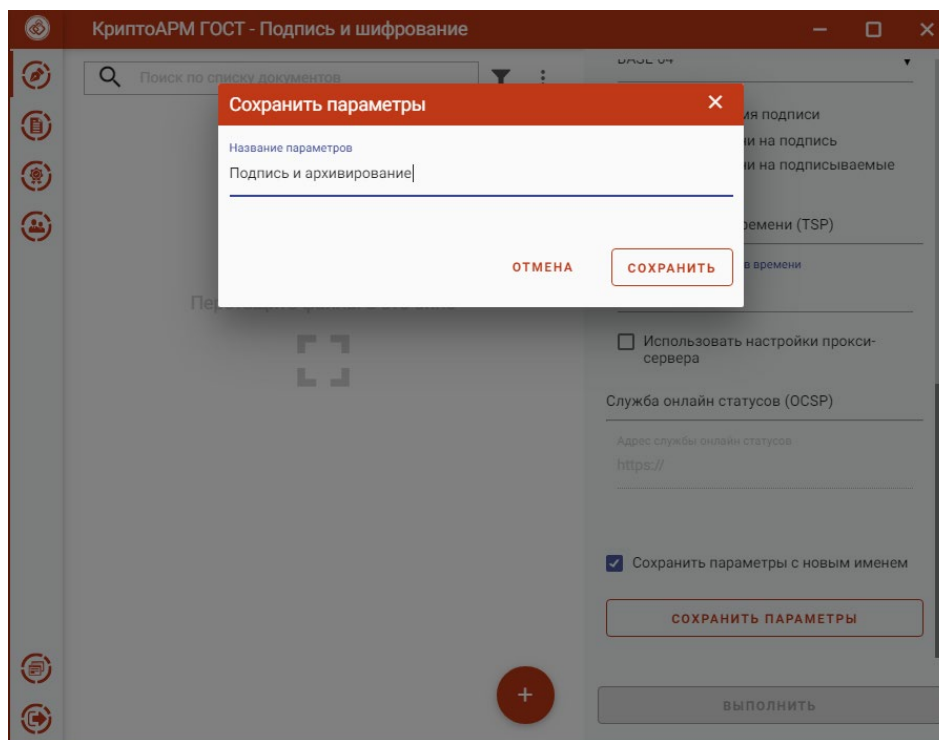 КриптоАРМ ГОСТ - Подпись и шифрование
Поиск по списку документов
BASE 64
Сохранить параметры
Название параметров
Подпись и архивирование
ОТМЕНА
СОХРАНИТЬ
ия подписи
и на подпись
и на подписываемые
ремени (TSP)
в времени
Использовать настройки прокси-
сервера
Служба онлайн статусов (OCSP)
Адрес службы онлайн статусов
https://
Сохранить параметры с новым именем
СОХРАНИТЬ ПАРАМЕТРЫ
ВЫПОЛНИТЬ